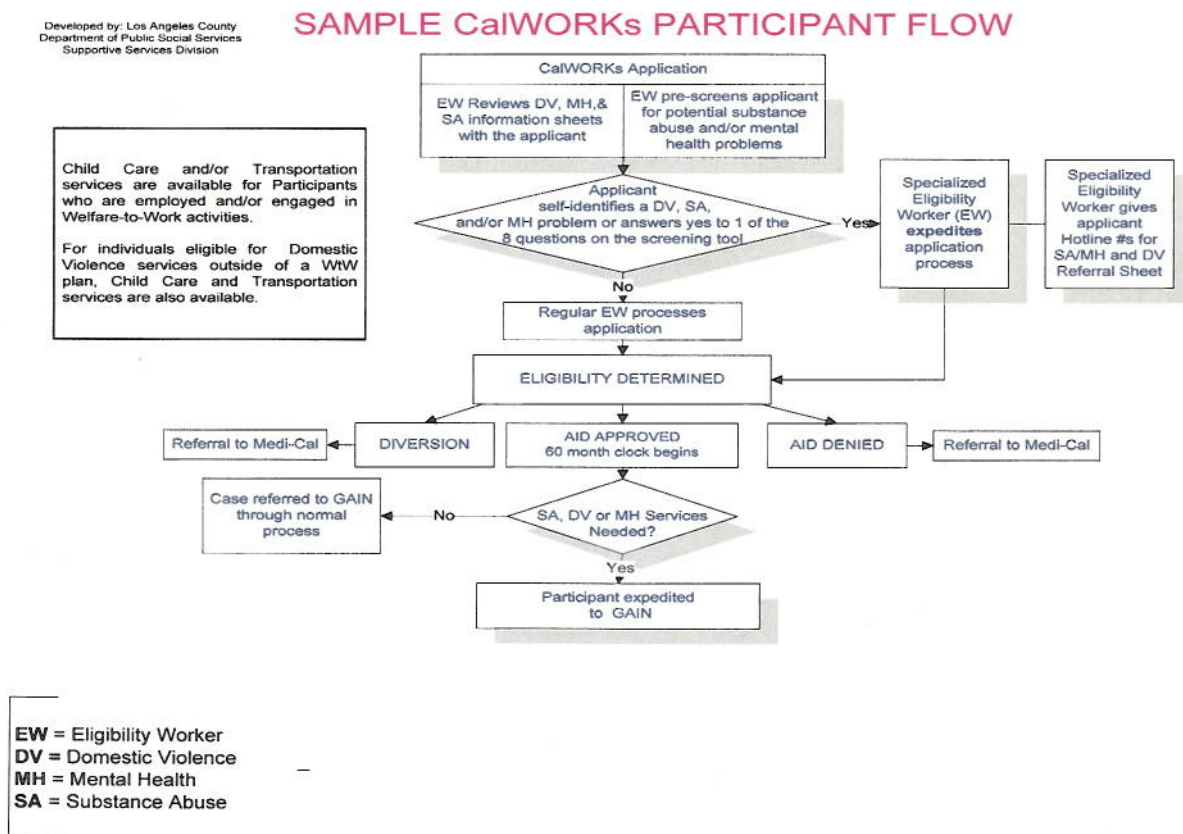 Developed by: Los Angeles County
Department of Public Social Services
Supportive Services Division
SAMPLE CalWORKs PARTICIPANT FLOW
CalWORKs Application
EW Reviews DV, MH,&
SA information sheets
with the applicant
EW pre-screens applicant
for potential substance
abuse and/or mental
health problems
Child Care and/or Transportation
services are available for Participants
who are employed and/or engaged in
Welfare-to-Work activities.
For individuals eligible for Domestic
Violence services outside of a WtW
plan, Child Care and Transportation
services are also available.
Applicant
self-identifies a DV, SA,
and/or MH problem or answers yes to 1 of the
8 questions on the screening tool
Yes
Specialized
Eligibility
Worker (EW)
expedites
application
process
Specialized
Eligibility
Worker gives
applicant
Hotline #s for
SA/MH and DV
Referral Sheet
No
Regular EW processes
application
ELIGIBILITY DETERMINED
Referral to Medi-Cal
DIVERSION
AID APPROVED
60 month clock begins
AID DENIED
Referral to Medi-Cal
Case referred to GAIN
through normal
process
No
SA, DV or MH Services
Needed?
Yes
Participant expedited
to GAIN
EW = Eligibility Worker
DV = Domestic Violence
MH = Mental Health
SA = Substance Abuse